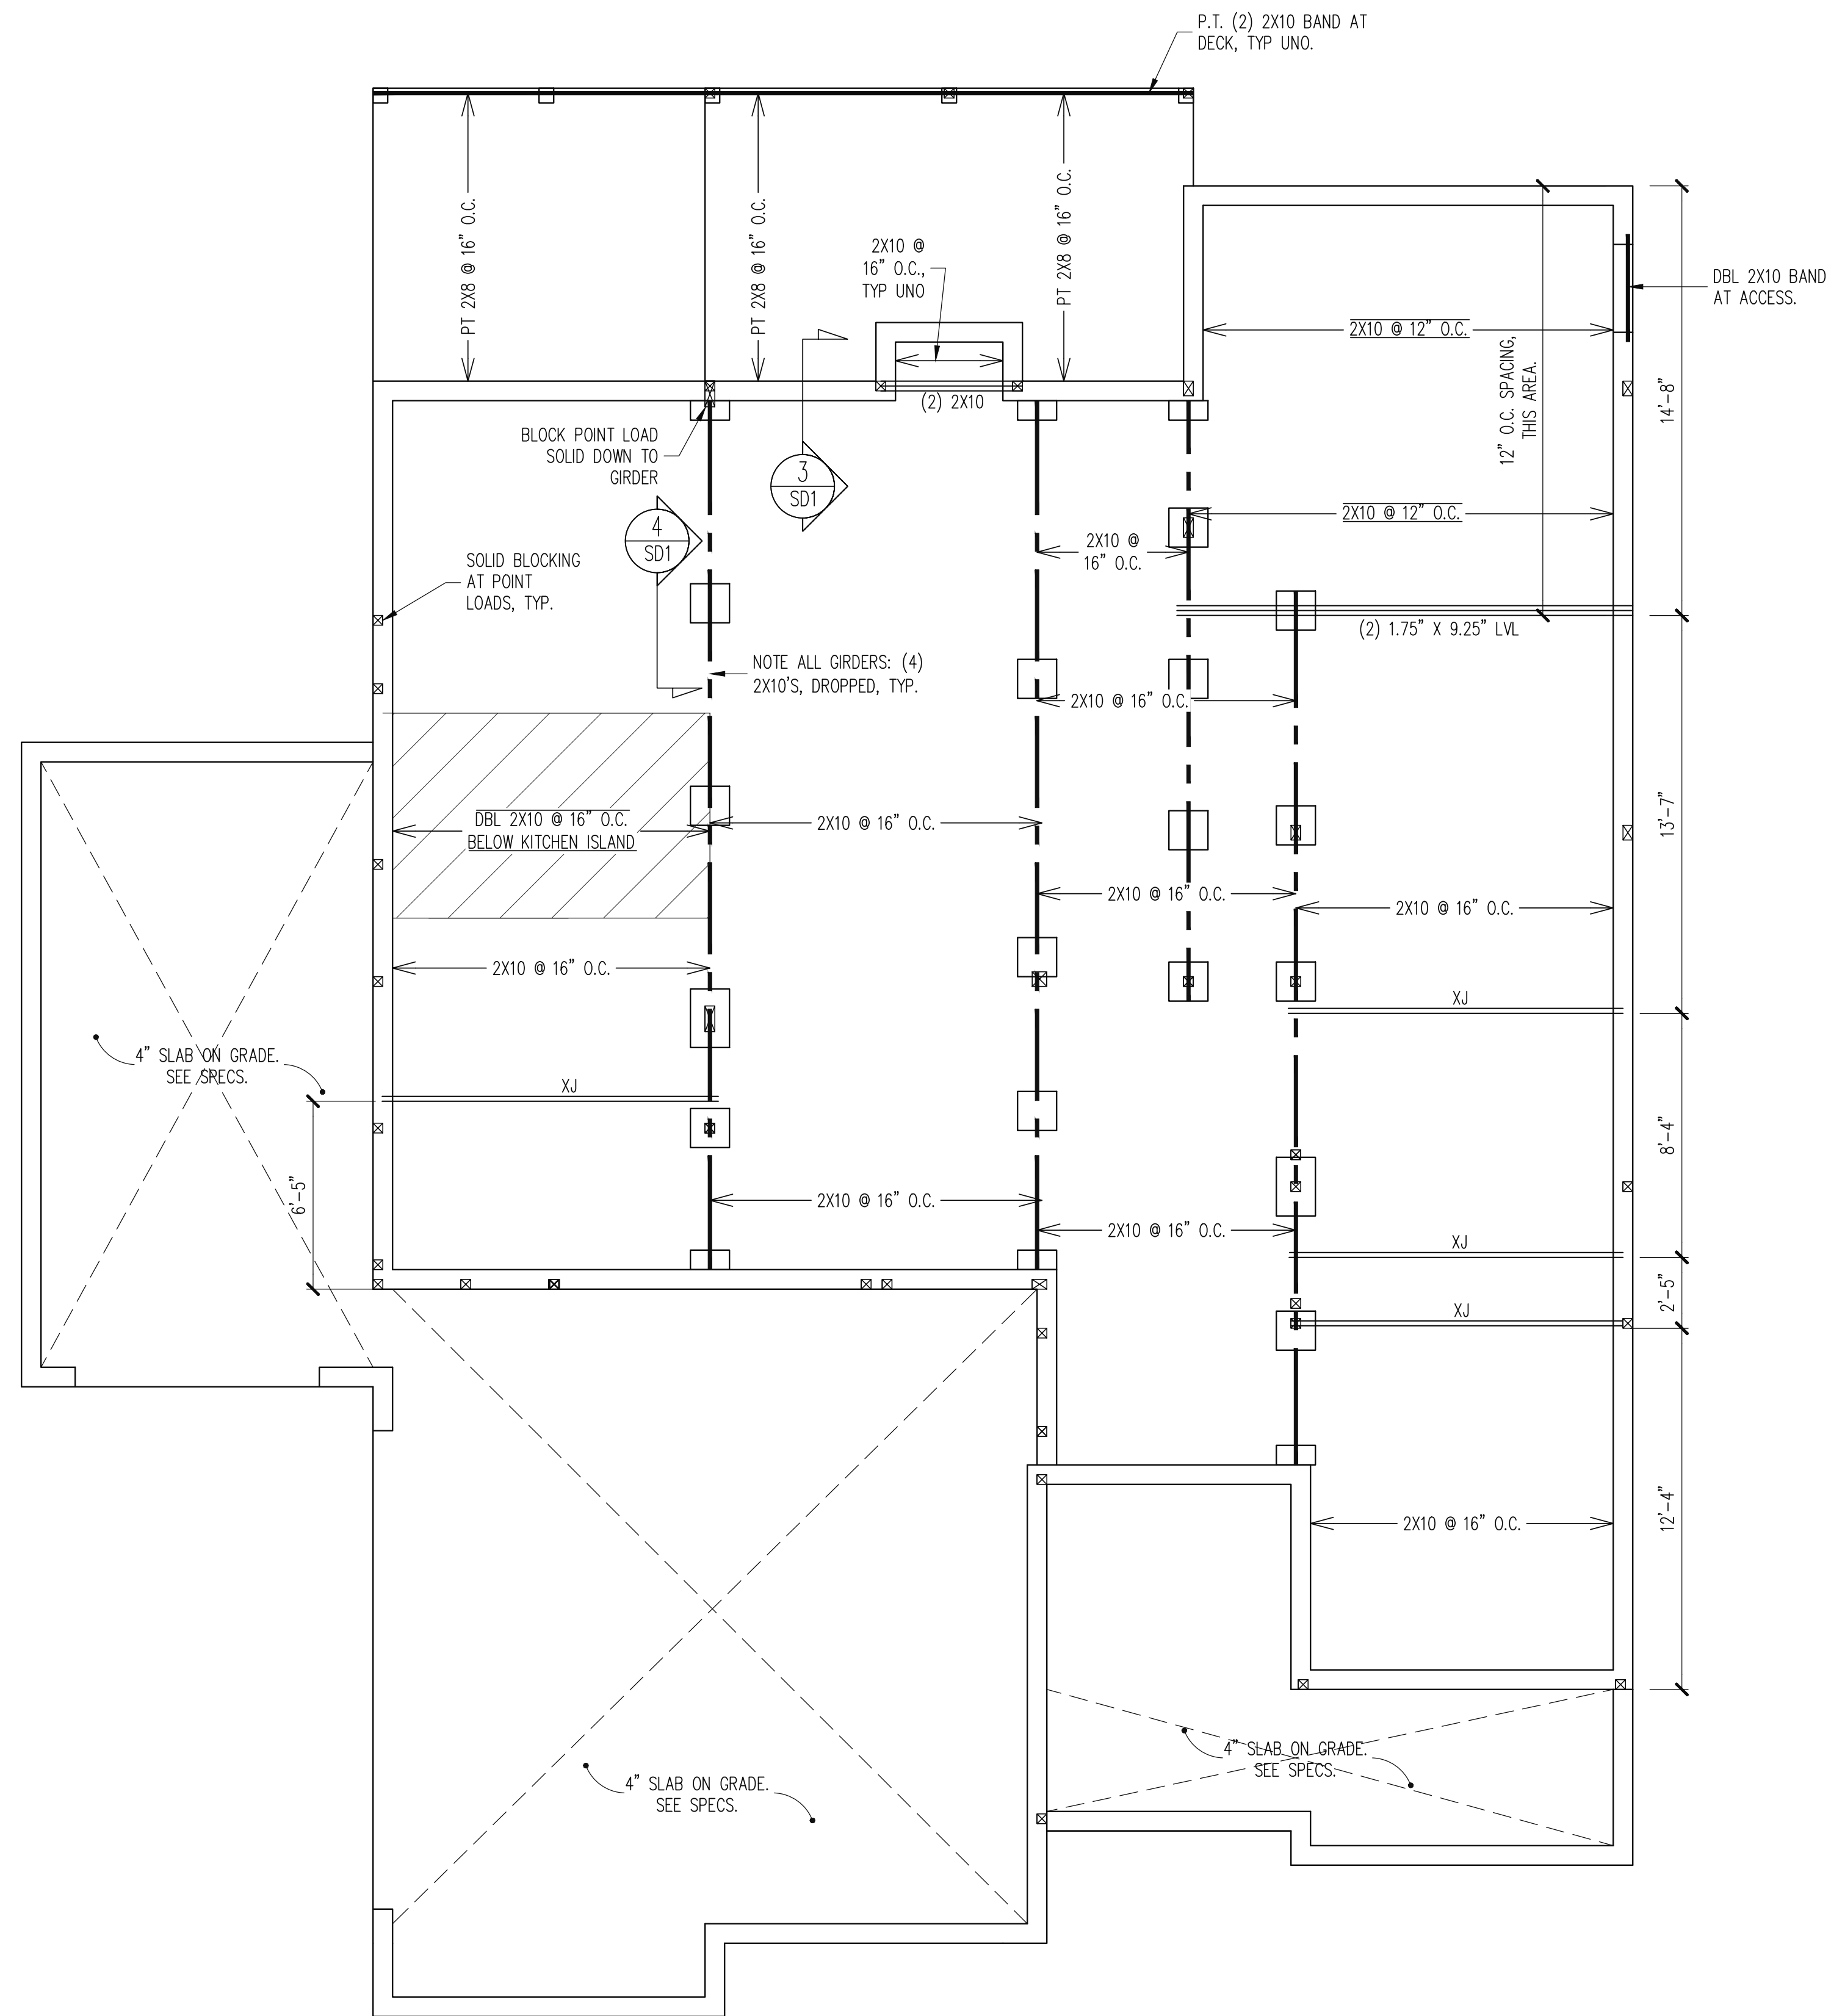 P.T. (2) 2X10 BAND AT
DECK, TYP UNO.
PT 2X8 @ 16" O.C.
PT 2X8 @ 16" O.C.
PT 2X8 @ 16" O.C.
2X10 @
16" O.C.,
TYP UNO
(2) 2X10
DBL 2X10 BAND
AT ACCESS.
2X10 @ 12" O.C.
12" O.C. SPACING,
THIS AREA.
14'-8"
BLOCK POINT LOAD
SOLID DOWN TO
GIRDER
3
SD1
4
SD1
2X10 @ 12" O.C.
2X10 @
16" O.C.
SOLID BLOCKING
AT POINT
LOADS, TYP.
(2) 1.75" X 9.25" LVL
NOTE ALL GIRDERS: (4)
2X10'S, DROPPED, TYP.
2X10 @ 16" O.C.
DBL 2X10 @ 16" O.C.
BELOW KITCHEN ISLAND
2X10 @ 16" O.C.
13'-7"
2X10 @ 16" O.C.
2X10 @ 16" O.C.
2X10 @ 16" O.C.
XJ
4" SLAB ON GRADE.
SEE SPECS.
XJ
8'-4"
6'-5"
2X10 @ 16" O.C.
2X10 @ 16" O.C.
XJ
2'-5"
XJ
12'-4"
2X10 @ 16" O.C.
4" SLAB ON GRADE.
SEE SPECS.
4" SLAB ON GRADE.
SEE SPECS.